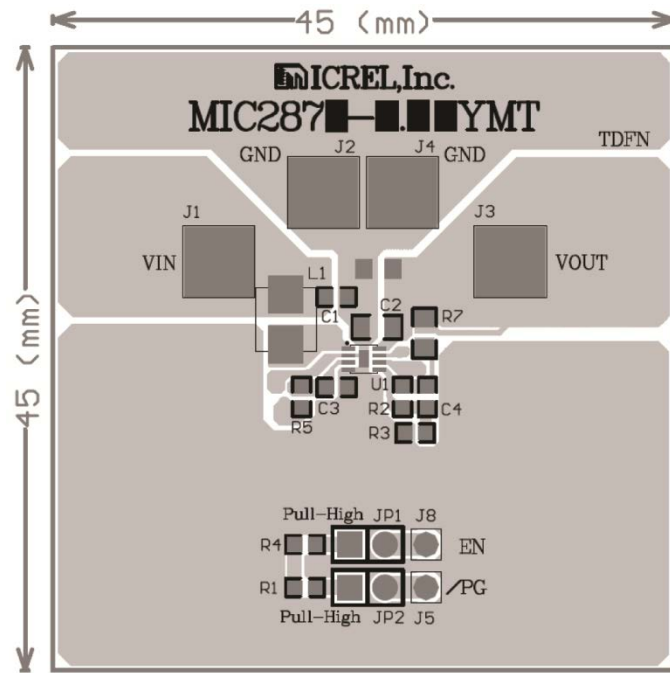 45 (mm)
MICREL,Inc.
MIC287█-█.██YMT
TDFN
GND J2 J4 GND
J1 J3
VIN VOUT
L1
C1 C2 R7
45 (mm)
U1
C3 R2 C4
R5 R3
Pull-High JP1 J8
R4 EN
R1 /PG
Pull-High JP2 J5